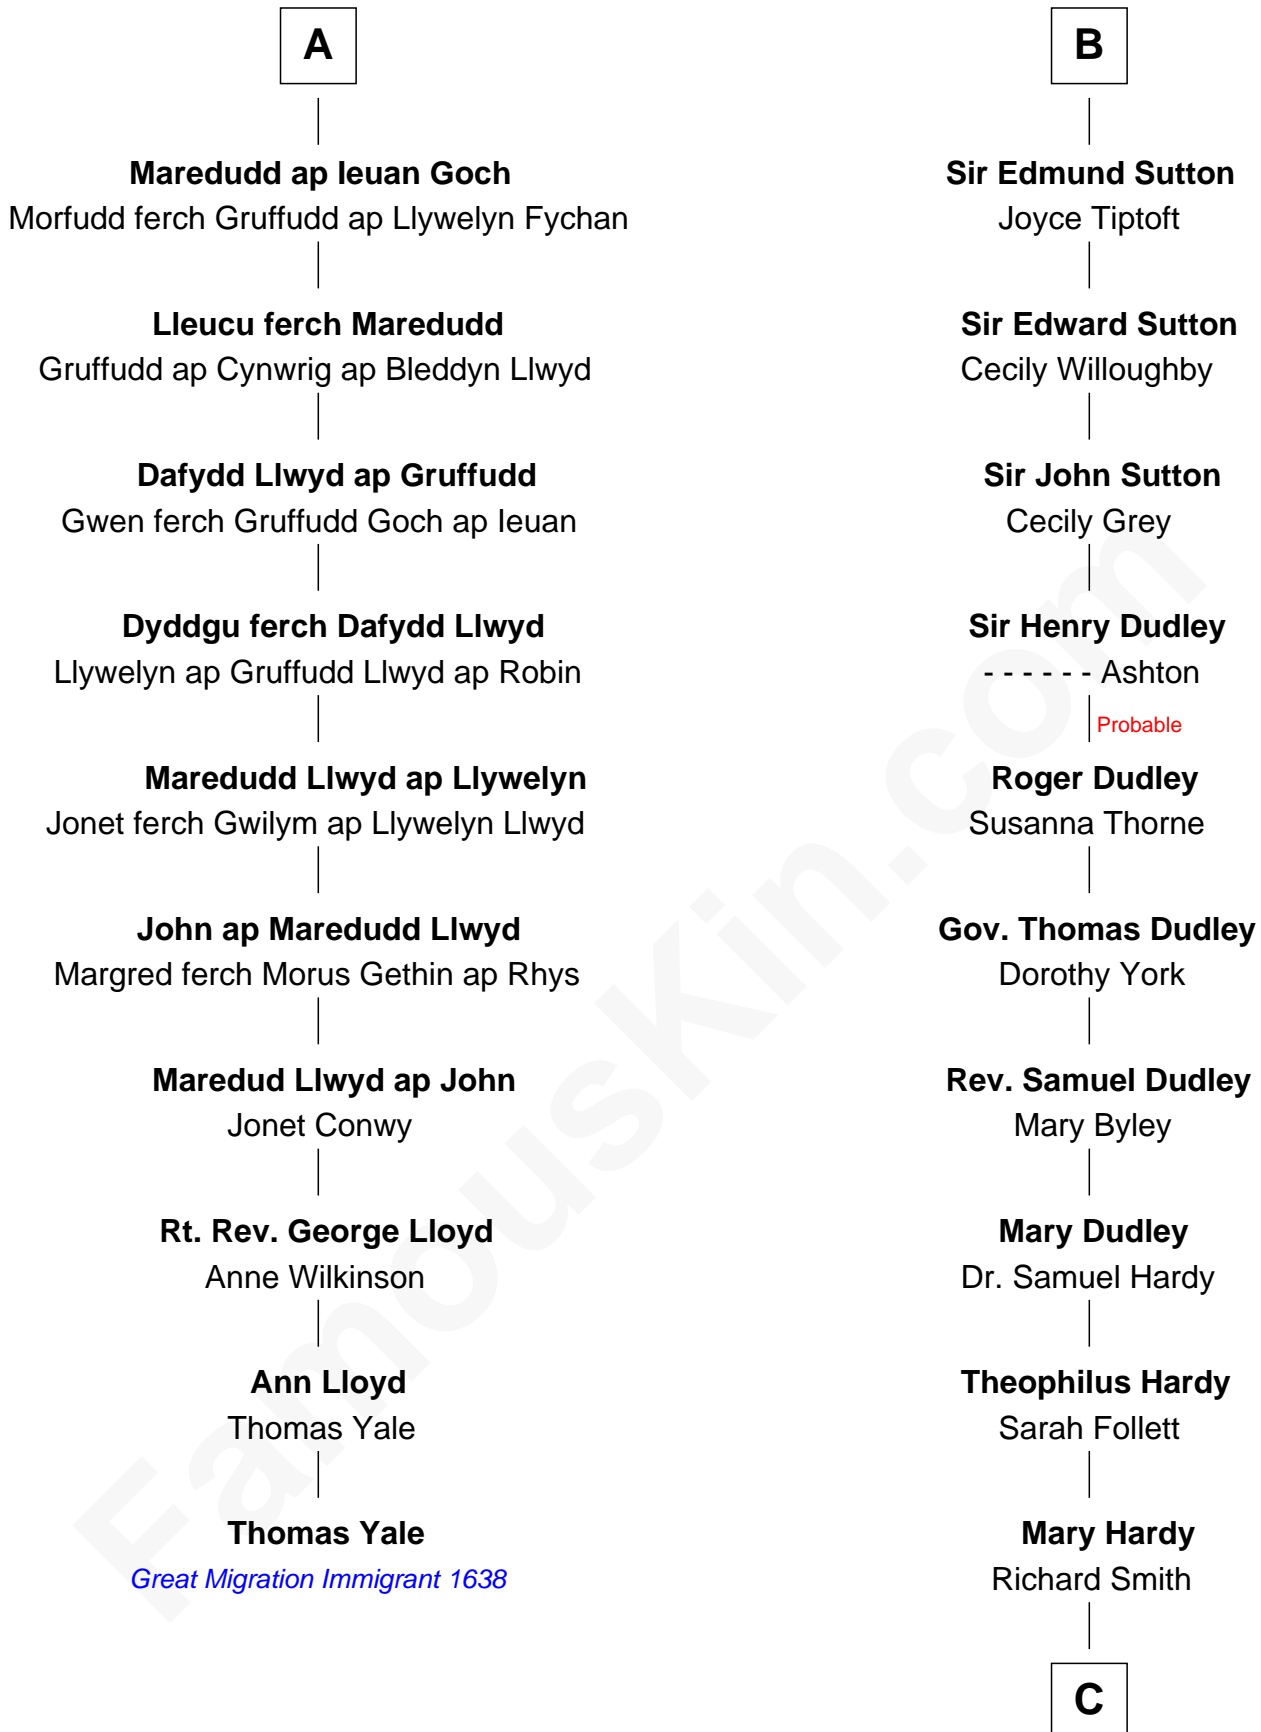 A
Maredudd ap Ieuan Goch
Morfudd ferch Gruffudd ap Llywelyn Fychan
Lleucu ferch Maredudd
Gruffudd ap Cynwrig ap Bleddyn Llwyd
Dafydd Llwyd ap Gruffudd
Gwen ferch Gruffudd Goch ap Ieuan
Dyddgu ferch Dafydd Llwyd
Llywelyn ap Gruffudd Llwyd ap Robin
Maredudd Llwyd ap Llywelyn
Jonet ferch Gwilym ap Llywelyn Llwyd
John ap Maredudd Llwyd
Margred ferch Morus Gethin ap Rhys
Maredud Llwyd ap John
Jonet Conwy
Rt. Rev. George Lloyd
Anne Wilkinson
Ann Lloyd
Thomas Yale
Thomas Yale
Great Migration Immigrant 1638
B
Sir Edmund Sutton
Joyce Tiptoft
Sir Edward Sutton
Cecily Willoughby
Sir John Sutton
Cecily Grey
Sir Henry Dudley
- - - - - - Ashton
Probable
Roger Dudley
Susanna Thorne
Gov. Thomas Dudley
Dorothy York
Rev. Samuel Dudley
Mary Byley
Mary Dudley
Dr. Samuel Hardy
Theophilus Hardy
Sarah Follett
Mary Hardy
Richard Smith
C
FamousKin.com